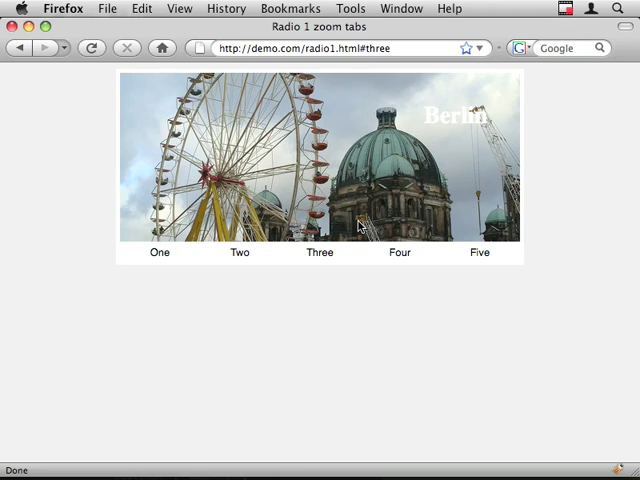 Firefox File Edit View History Bookmarks Tools Window Help
Radio 1 zoom tabs
http://demo.com/radio1.html#three
G Google
Berlin
One Two Three Four Five
Done